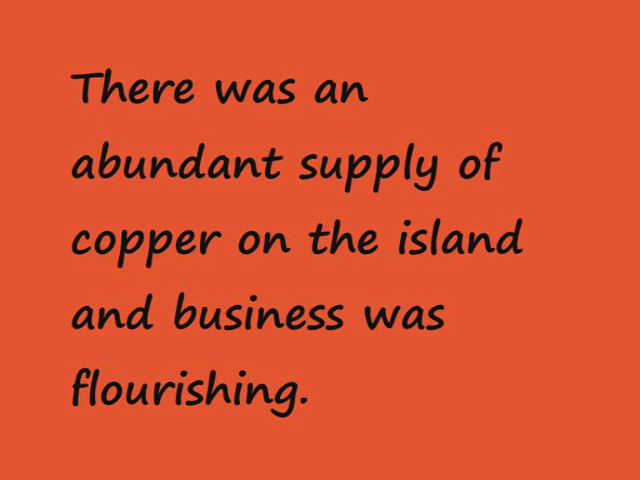 There was an
abundant supply of
copper on the island
and business was
flourishing.